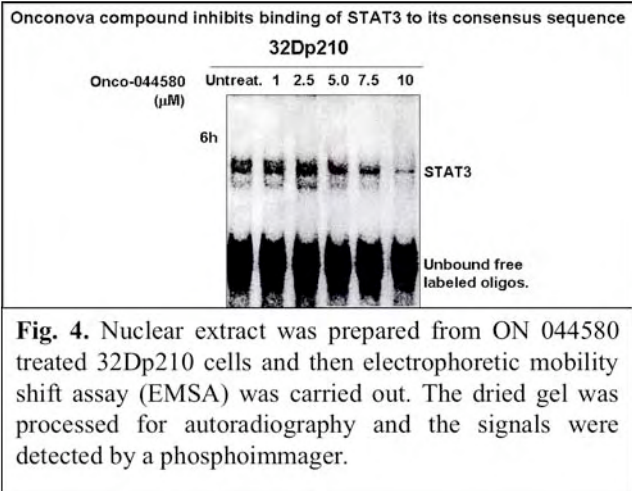 Onconova compound inhibits binding of STAT3 to its consensus sequence
32Dp210
Onco-044580 Untreat. 1 2.5 5.0 7.5 10
(μM)
6h
STAT3
Unbound free
labeled oligos.
Fig. 4. Nuclear extract was prepared from ON 044580
treated 32Dp210 cells and then electrophoretic mobility
shift assay (EMSA) was carried out. The dried gel was
processed for autoradiography and the signals were
detected by a phosphoimmager.